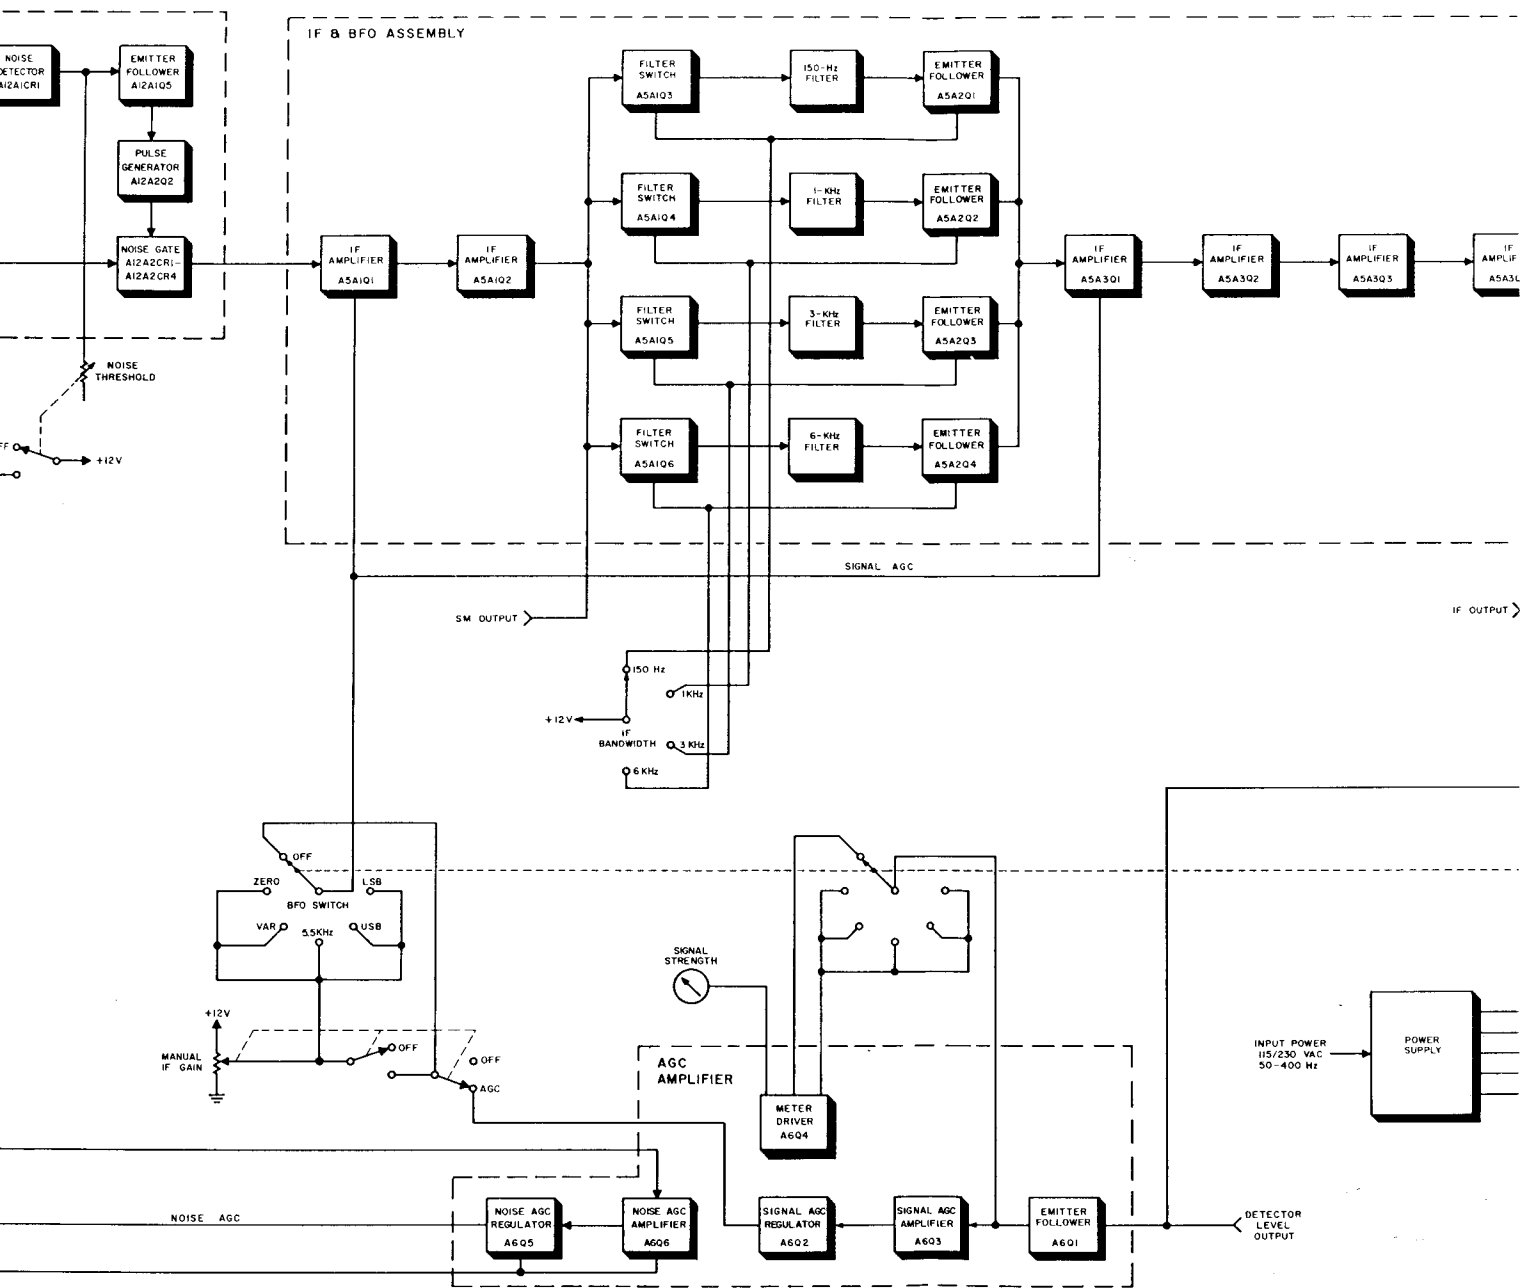 IF & BFO ASSEMBLY
NOISE
DETECTOR
A12A1CR1
EMITTER
FOLLOWER
A12A1Q5
PULSE
GENERATOR
A12A2Q2
NOISE GATE
A12A2CR1-
A12A2CR4
NOISE
THRESHOLD
+12V
IF
AMPLIFIER
A5A1Q1
IF
AMPLIFIER
A5A1Q2
FILTER
SWITCH
A5A1Q3
150-Hz
FILTER
EMITTER
FOLLOWER
A5A2Q1
FILTER
SWITCH
A5A1Q4
1-KHz
FILTER
EMITTER
FOLLOWER
A5A2Q2
FILTER
SWITCH
A5A1Q5
3-KHz
FILTER
EMITTER
FOLLOWER
A5A2Q3
FILTER
SWITCH
A5A1Q6
6-KHz
FILTER
EMITTER
FOLLOWER
A5A2Q4
IF
AMPLIFIER
A5A3Q1
IF
AMPLIFIER
A5A3Q2
IF
AMPLIFIER
A5A3Q3
IF
AMPLIF
SIGNAL AGC
SM OUTPUT
IF OUTPUT
150 Hz
1KHz
+12V
IF
BANDWIDTH
3 KHz
6 KHz
OFF
ZERO
LSB
BFO SWITCH
VAR
5.5KHz
USB
SIGNAL
STRENGTH
+12V
MANUAL
IF GAIN
OFF
OFF
AGC
AGC
AMPLIFIER
METER
DRIVER
A6Q4
INPUT POWER
115/230 VAC
50-400 Hz
POWER
SUPPLY
NOISE AGC
NOISE AGC
REGULATOR
A6Q5
NOISE AGC
AMPLIFIER
A6Q6
SIGNAL AGC
REGULATOR
A6Q2
SIGNAL AGC
AMPLIFIER
A6Q3
EMITTER
FOLLOWER
A6Q1
DETECTOR
LEVEL
OUTPUT